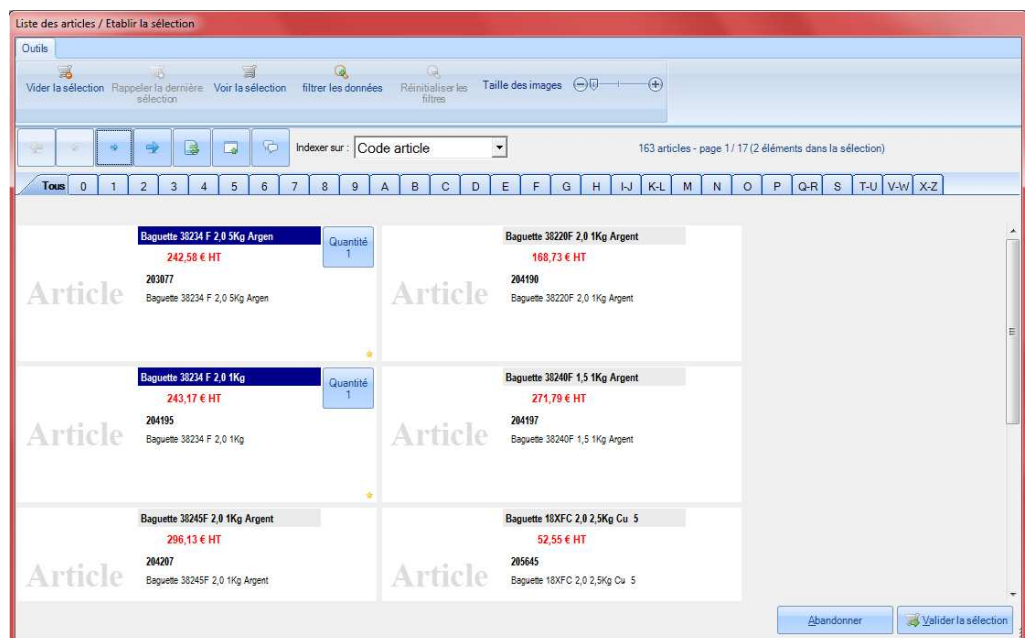 Liste des articles / Etablir la sélection
Outils
Vider la sélection
Rappeler la dernière
sélection
Voir la sélection
filtrer les données
Réinitialiser les
filtres
Taille des images
Indexer sur : Code article
163 articles - page 1/ 17 (2 éléments dans la sélection)
Tous 0 1 2 3 4 5 6 7 8 9 A B C D E F G H I-J K-L M N O P Q-R S T-U V-W X-Z
Article
Baguette 38234 F 2,0 5Kg Argen
242,58 € HT
203077
Baguette 38234 F 2,0 5Kg Argen
Quantité
1
Article
Baguette 38220F 2,0 1Kg Argent
168,73 € HT
204190
Baguette 38220F 2,0 1Kg Argent
Article
Baguette 38234 F 2,0 1Kg
243,17 € HT
204195
Baguette 38234 F 2,0 1Kg
Quantité
1
Article
Baguette 38240F 1,5 1Kg Argent
271,79 € HT
204197
Baguette 38240F 1,5 1Kg Argent
Article
Baguette 38245F 2,0 1Kg Argent
296,13 € HT
204207
Baguette 38245F 2,0 1Kg Argent
Article
Baguette 18XFC 2,0 2,5Kg Cu 5
52,55 € HT
205645
Baguette 18XFC 2,0 2,5Kg Cu 5
Abandonner
Valider la sélection